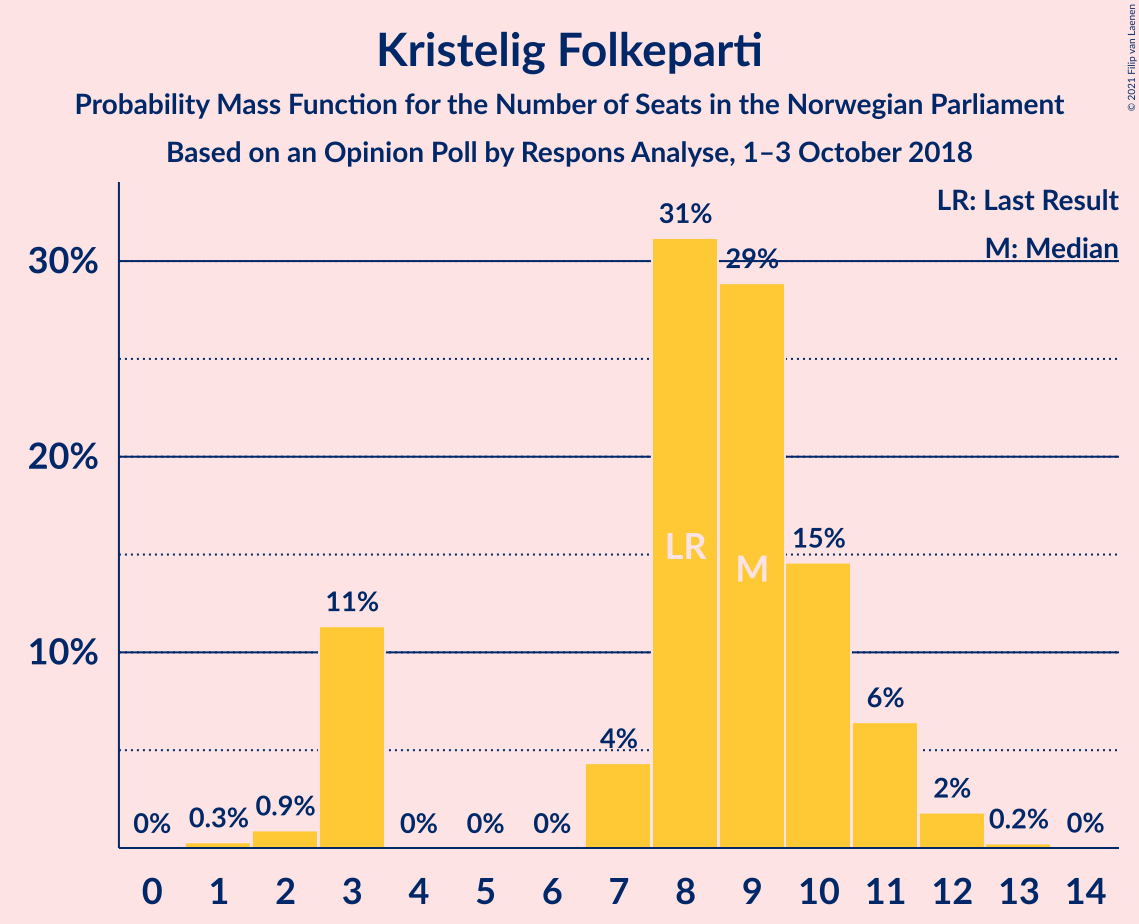 Kristelig Folkeparti
Probability Mass Function for the Number of Seats in the Norwegian Parliament
Based on an Opinion Poll by Respons Analyse, 1–3 October 2018
© 2021 Filip van Laenen
LR: Last Result
M: Median
30%
20%
10%
0%
0.3%
0.9%
11%
0%
0%
0%
4%
31%
29%
15%
6%
2%
0.2%
0%
LR
M
0 1 2 3 4 5 6 7 8 9 10 11 12 13 14